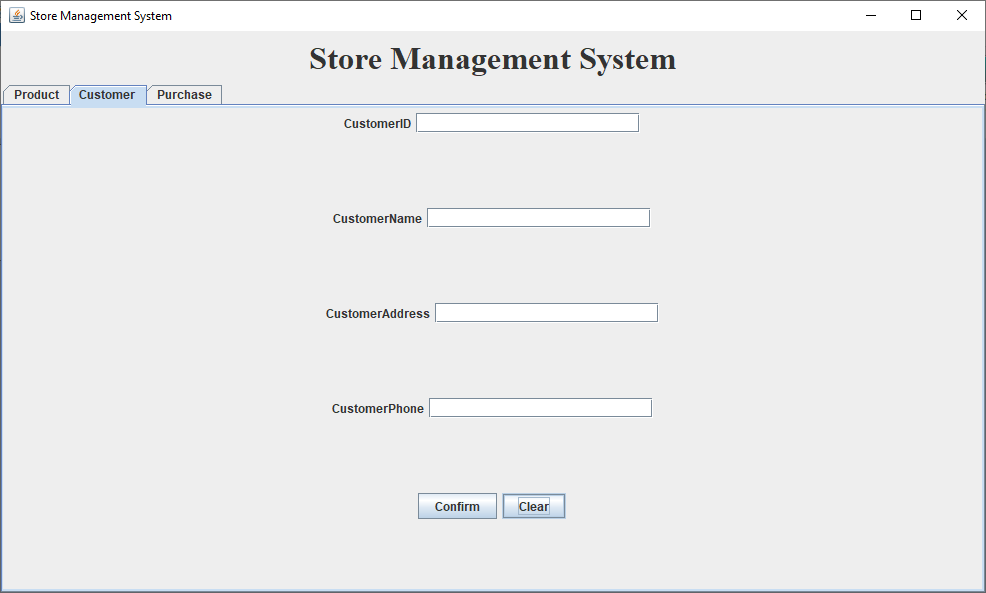 Store Management System
Store Management System
Product Customer Purchase
CustomerID
CustomerName
CustomerAddress
CustomerPhone
Confirm Clear